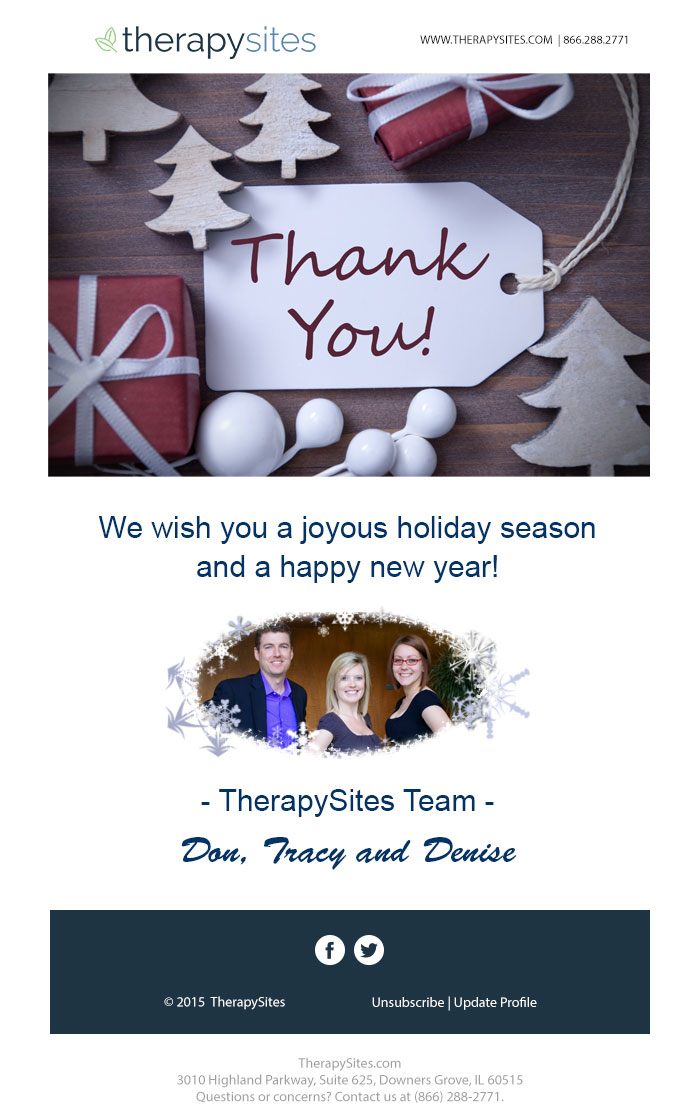 therapysites
WWW.THERAPYSITES.COM | 866.288.2771
Thank
You!
We wish you a joyous holiday season
and a happy new year!
- TherapySites Team -
Don, Tracy and Denise
© 2015 TherapySites
Unsubscribe | Update Profile
TherapySites.com
3010 Highland Parkway, Suite 625, Downers Grove, IL 60515
Questions or concerns? Contact us at (866) 288-2771.